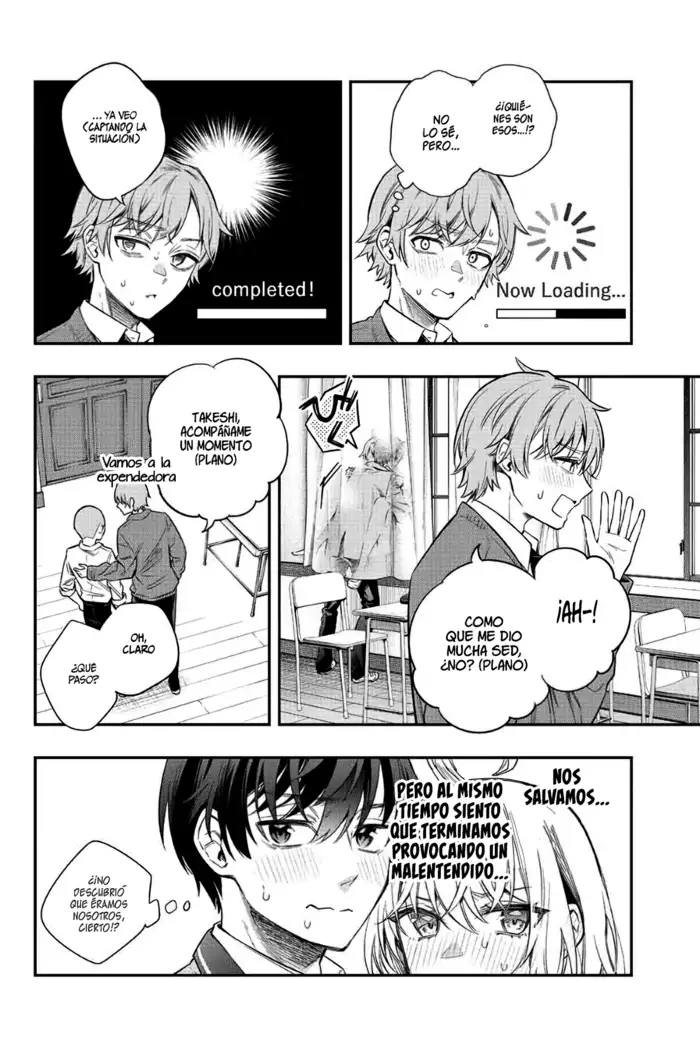 ¿QUIÉ-
NES SON
ESOS...!?
NO
LO SÉ,
PERO...
Now Loading...
... YA VEO
(CAPTANDO LA
SITUACIÓN)
completed!
¡AH-!
COMO
QUE ME DIO
MUCHA SED,
¿NO? (PLANO)
TAKESHI,
ACOMPÁÑAME
UN MOMENTO
(PLANO)
Vamos a la
expendedora
OH,
CLARO
¿QUÉ
PASO?
NOS
SALVAMOS...
PERO AL MISMO
TIEMPO SIENTO
QUE TERMINAMOS
PROVOCANDO UN
MALENTENDIDO...
¿NO
DESCUBRIÓ
QUE ÉRAMOS
NOSOTROS,
CIERTO!?